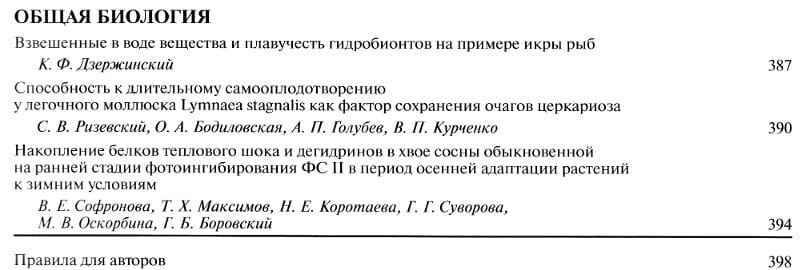 ОБЩАЯ БИОЛОГИЯ
Взвешенные в воде вещества и плавучесть гидробионтов на примере икры рыб
К. Ф. Дзержинский 387
Способность к длительному самооплодотворению
у легочного моллюска Lymnaea stagnalis как фактор сохранения очагов церкариоза
С. В. Ризевский, О. А. Бодиловская, А. П. Голубев, В. П. Курченко 390
Накопление белков теплового шока и дегидринов в хвое сосны обыкновенной
на ранней стадии фотоингибирования ФС II в период осенней адаптации растений
к зимним условиям
В. Е. Софронова, Т. Х. Максимов, Н. Е. Коротаева, Г. Г. Суворова,
М. В. Оскорбина, Г. Б. Боровский 394
Правила для авторов 398